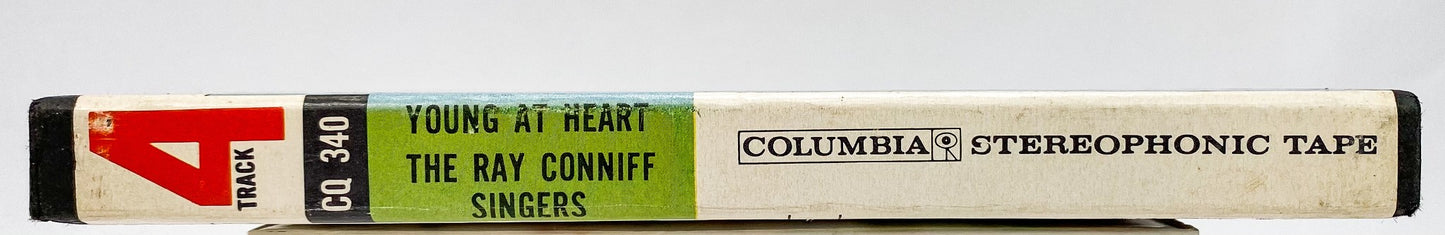 4
TRACK
CQ 340
YOUNG AT HEART
THE RAY CONNIFF
SINGERS
COLUMBIA STEREOPHONIC TAPE